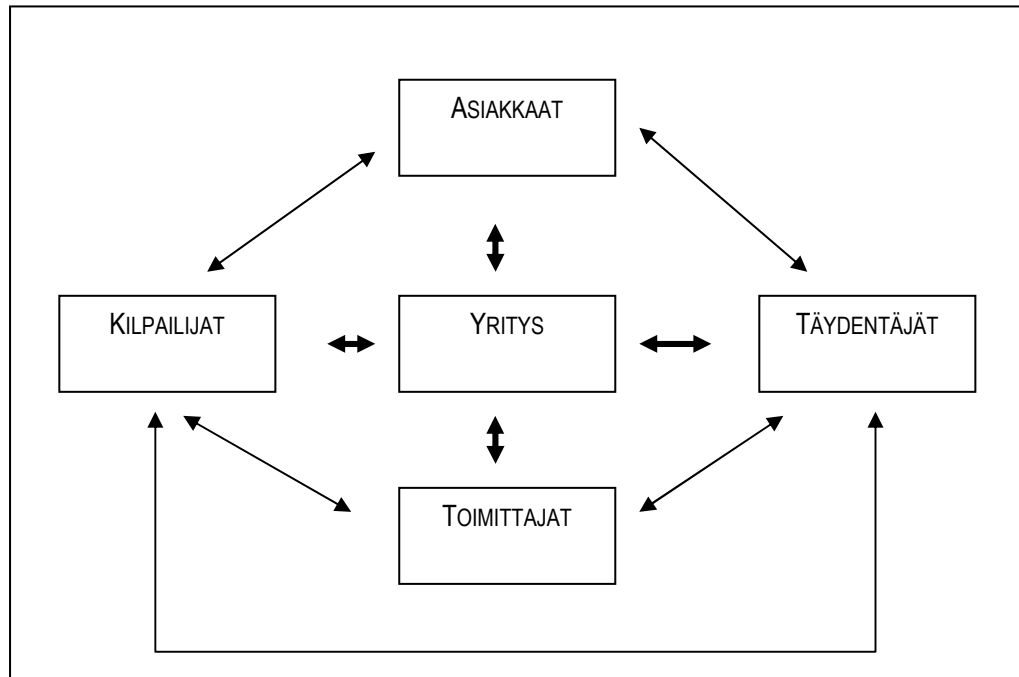 ASIAKKAAT
KILPAILIJAT
YRITYS
TÄYDENTÄJÄT
TOIMITTAJAT